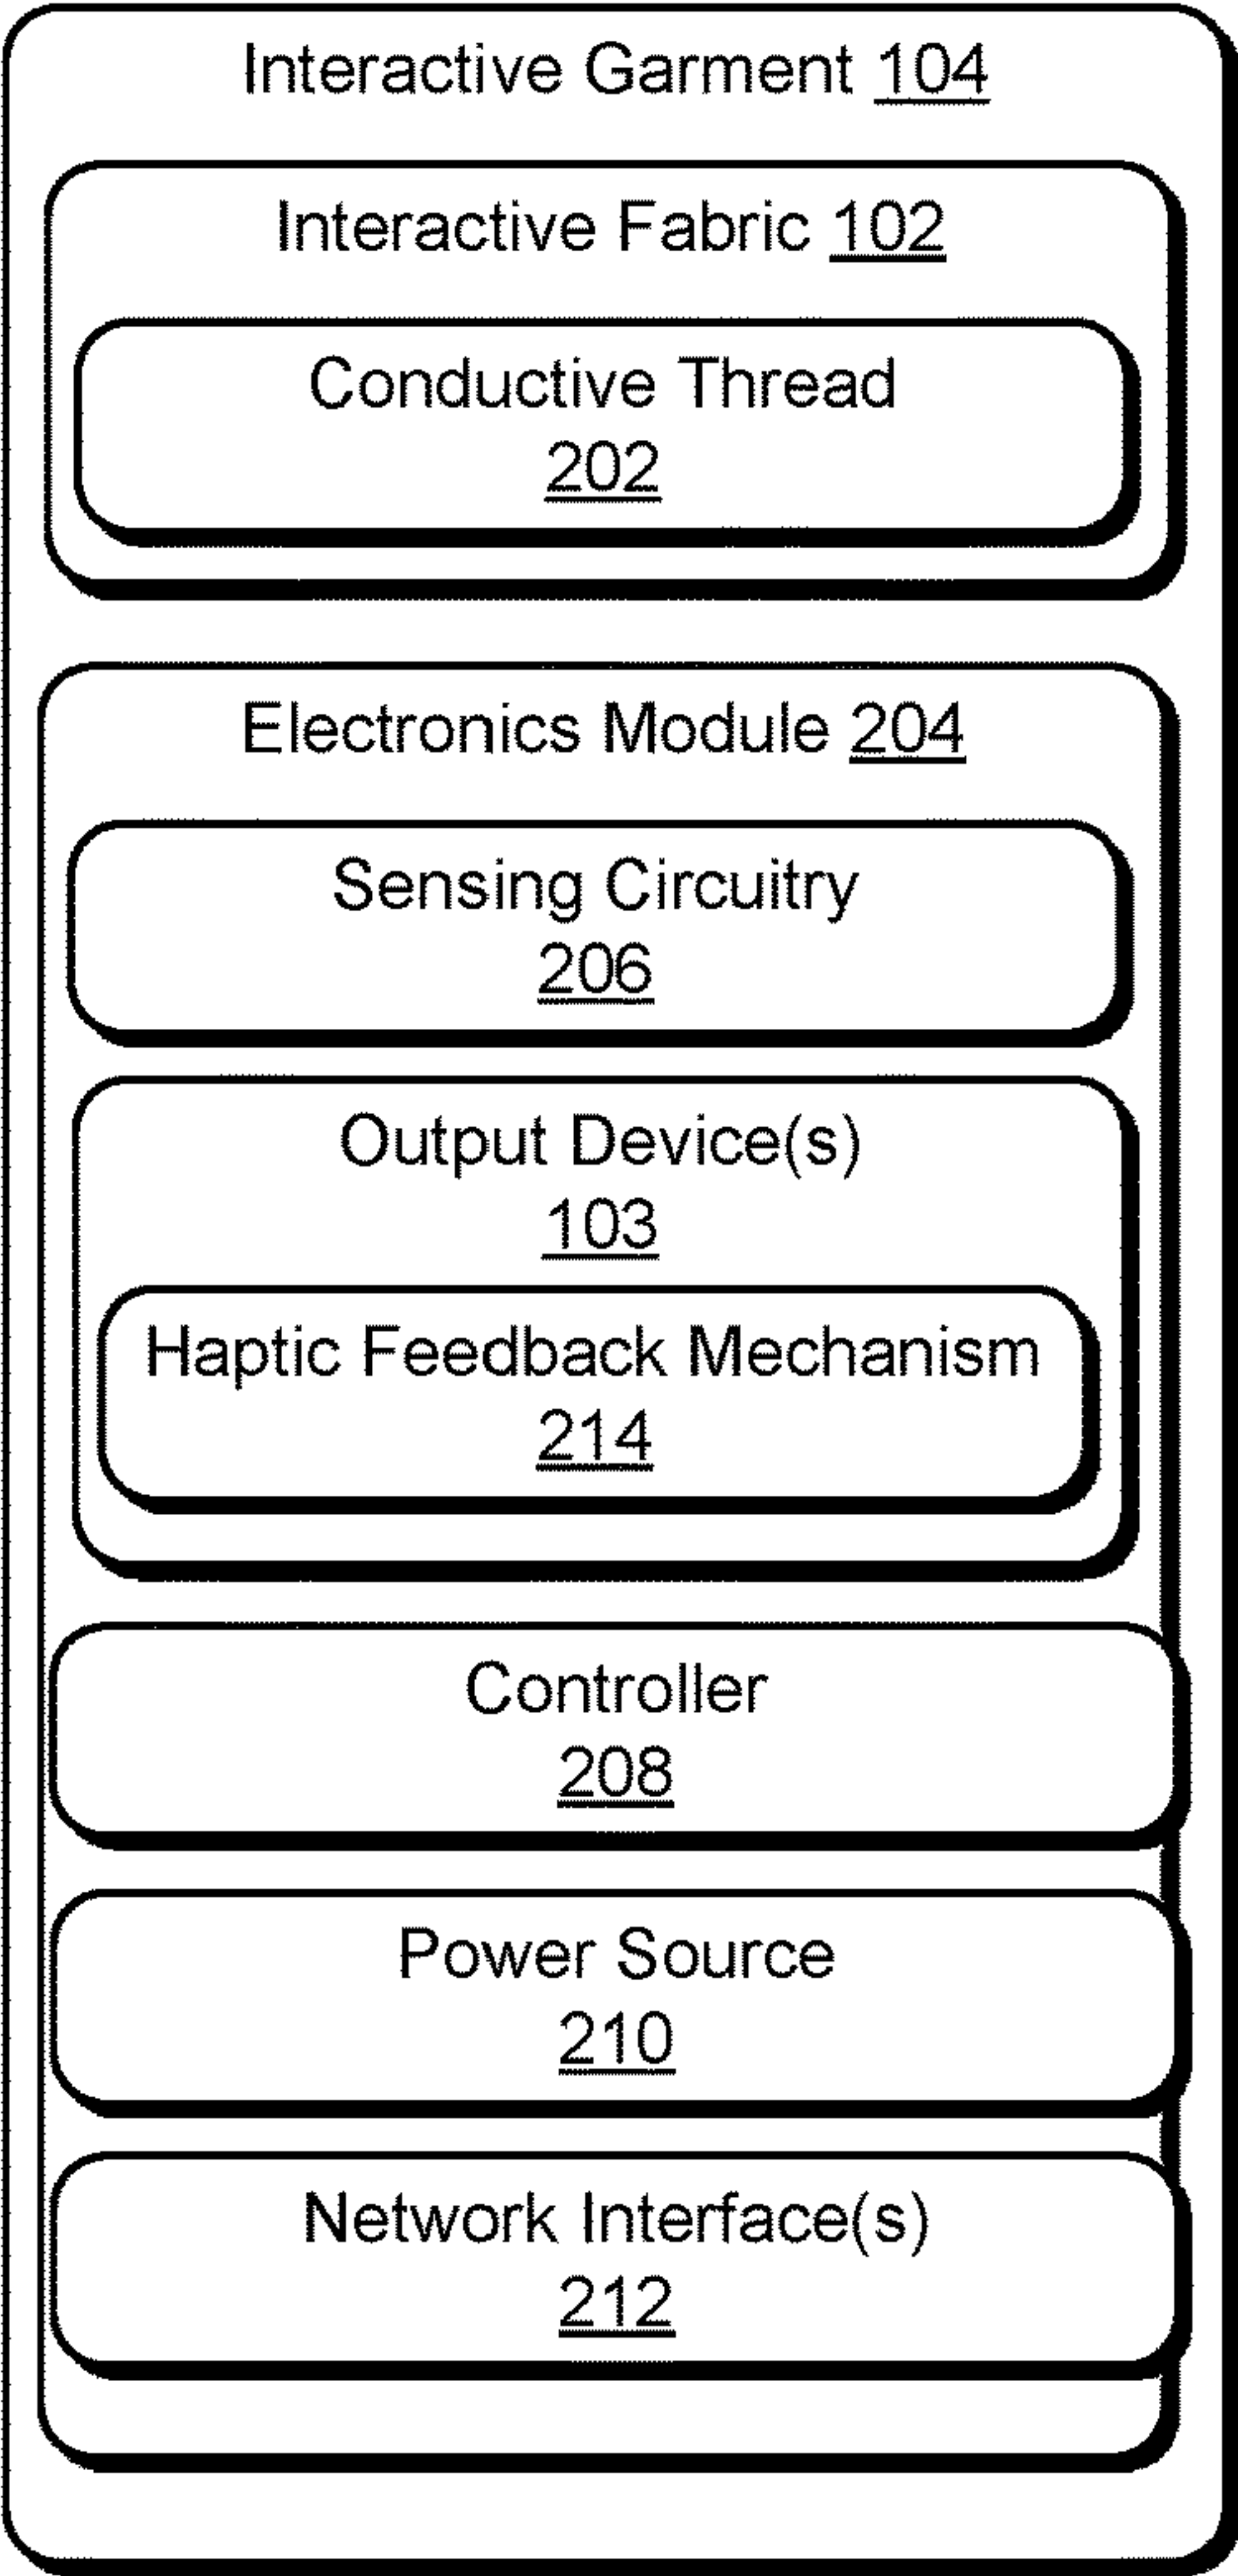 Interactive Garment 104
Interactive Fabric 102
Conductive Thread
202
Electronics Module 204
Sensing Circuitry
206
Output Device(s)
103
Haptic Feedback Mechanism
214
Controller
208
Power Source
210
Network Interface(s)
212